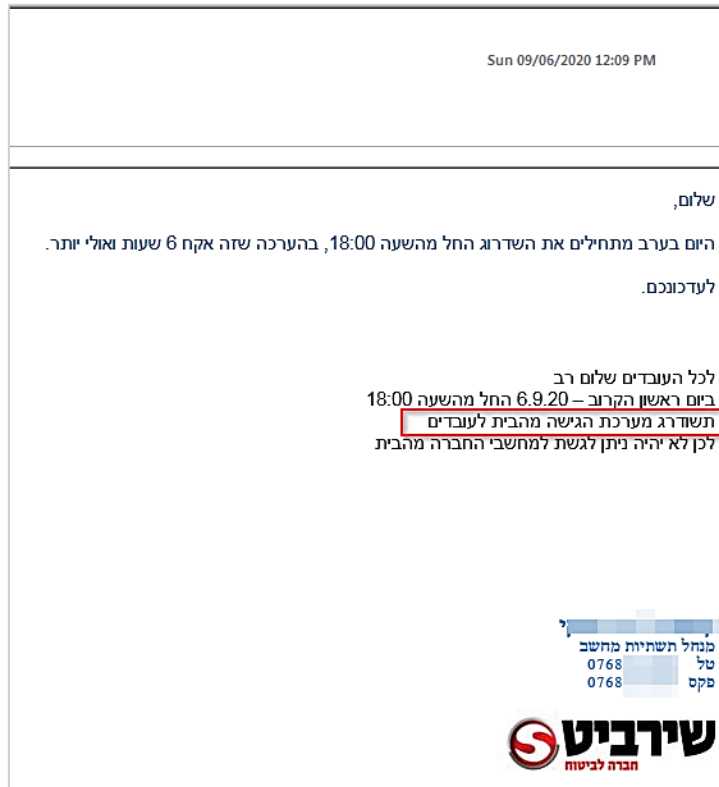 Sun 09/06/2020 12:09 PM
שלום,
היום בערב מתחילים את השדרוג החל מהשעה 18:00, בהערכה שזה אקח 6 שעות ואולי יותר.
לעדכונכם.
לכל העובדים שלום רב
ביום ראשון הקרוב – 6.9.20 החל מהשעה 18:00
תשודרג מערכת הגישה מהבית לעובדים
לכן לא יהיה ניתן לגשת למחשבי החברה מהבית
מנהל תשתיות מחשב
טל 0768
פקס 0768
שירביט
חברה לביטוח